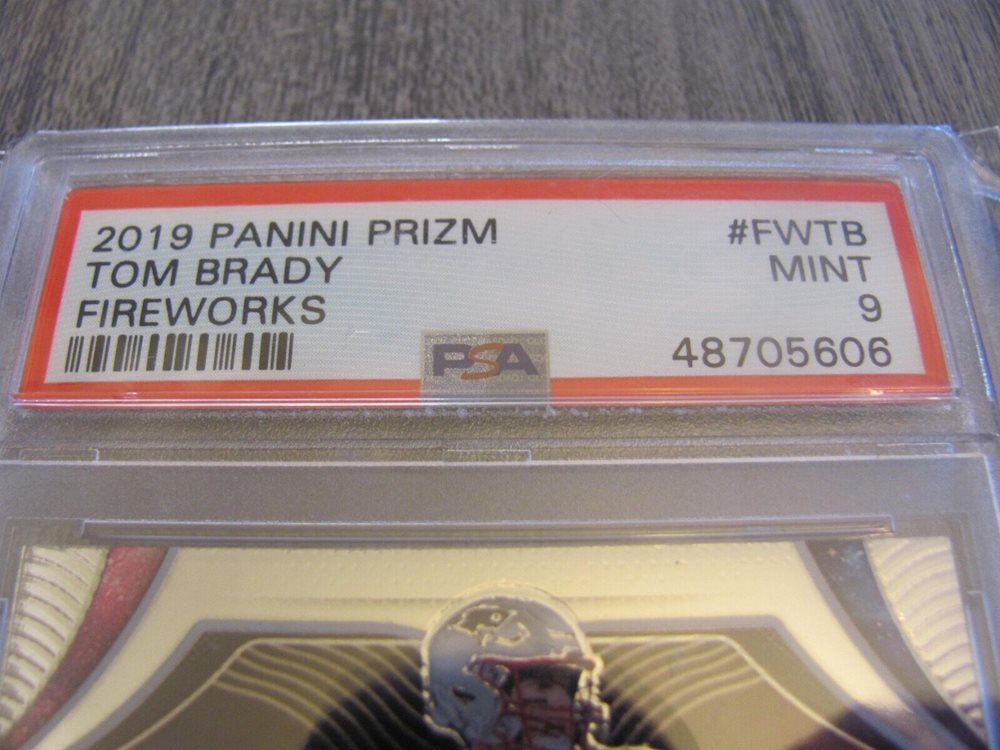 2019 PANINI PRIZM #FWTB
TOM BRADY MINT
FIREWORKS 9
PSA 48705606